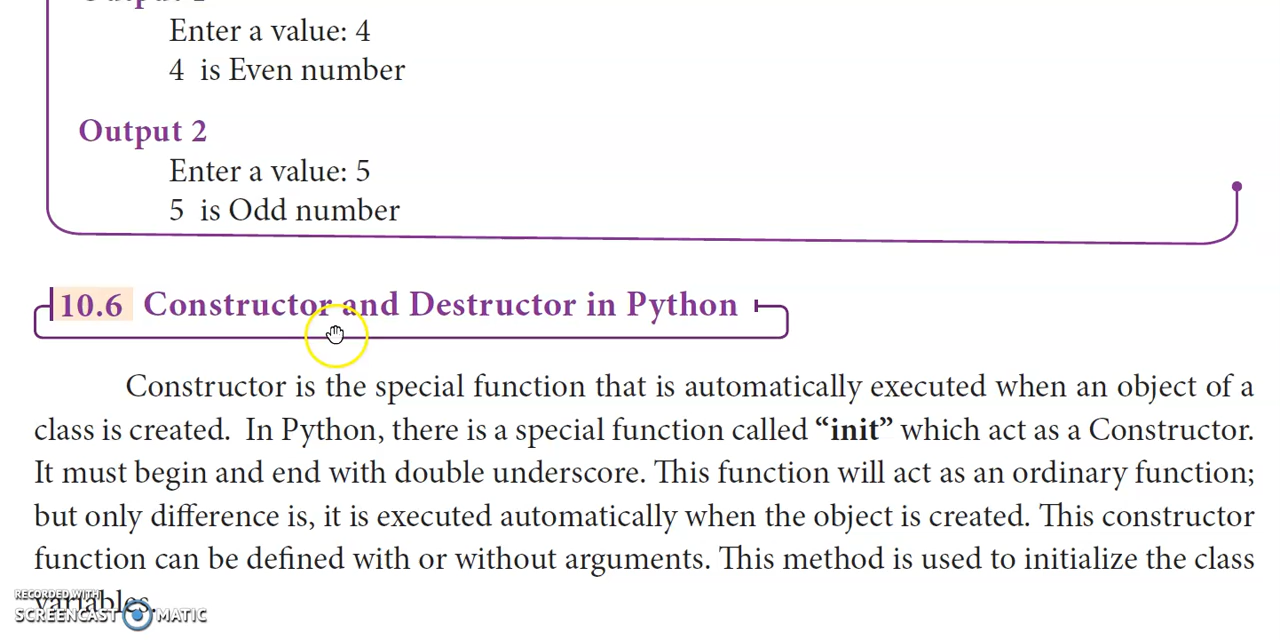 Output 1
Enter a value: 4
4 is Even number
Output 2
Enter a value: 5
5 is Odd number
10.6 Constructor and Destructor in Python
Constructor is the special function that is automatically executed when an object of a
class is created. In Python, there is a special function called “init” which act as a Constructor.
It must begin and end with double underscore. This function will act as an ordinary function;
but only difference is, it is executed automatically when the object is created. This constructor
function can be defined with or without arguments. This method is used to initialize the class
variables.
RECORDED WITH
SCREENCAST MATIC